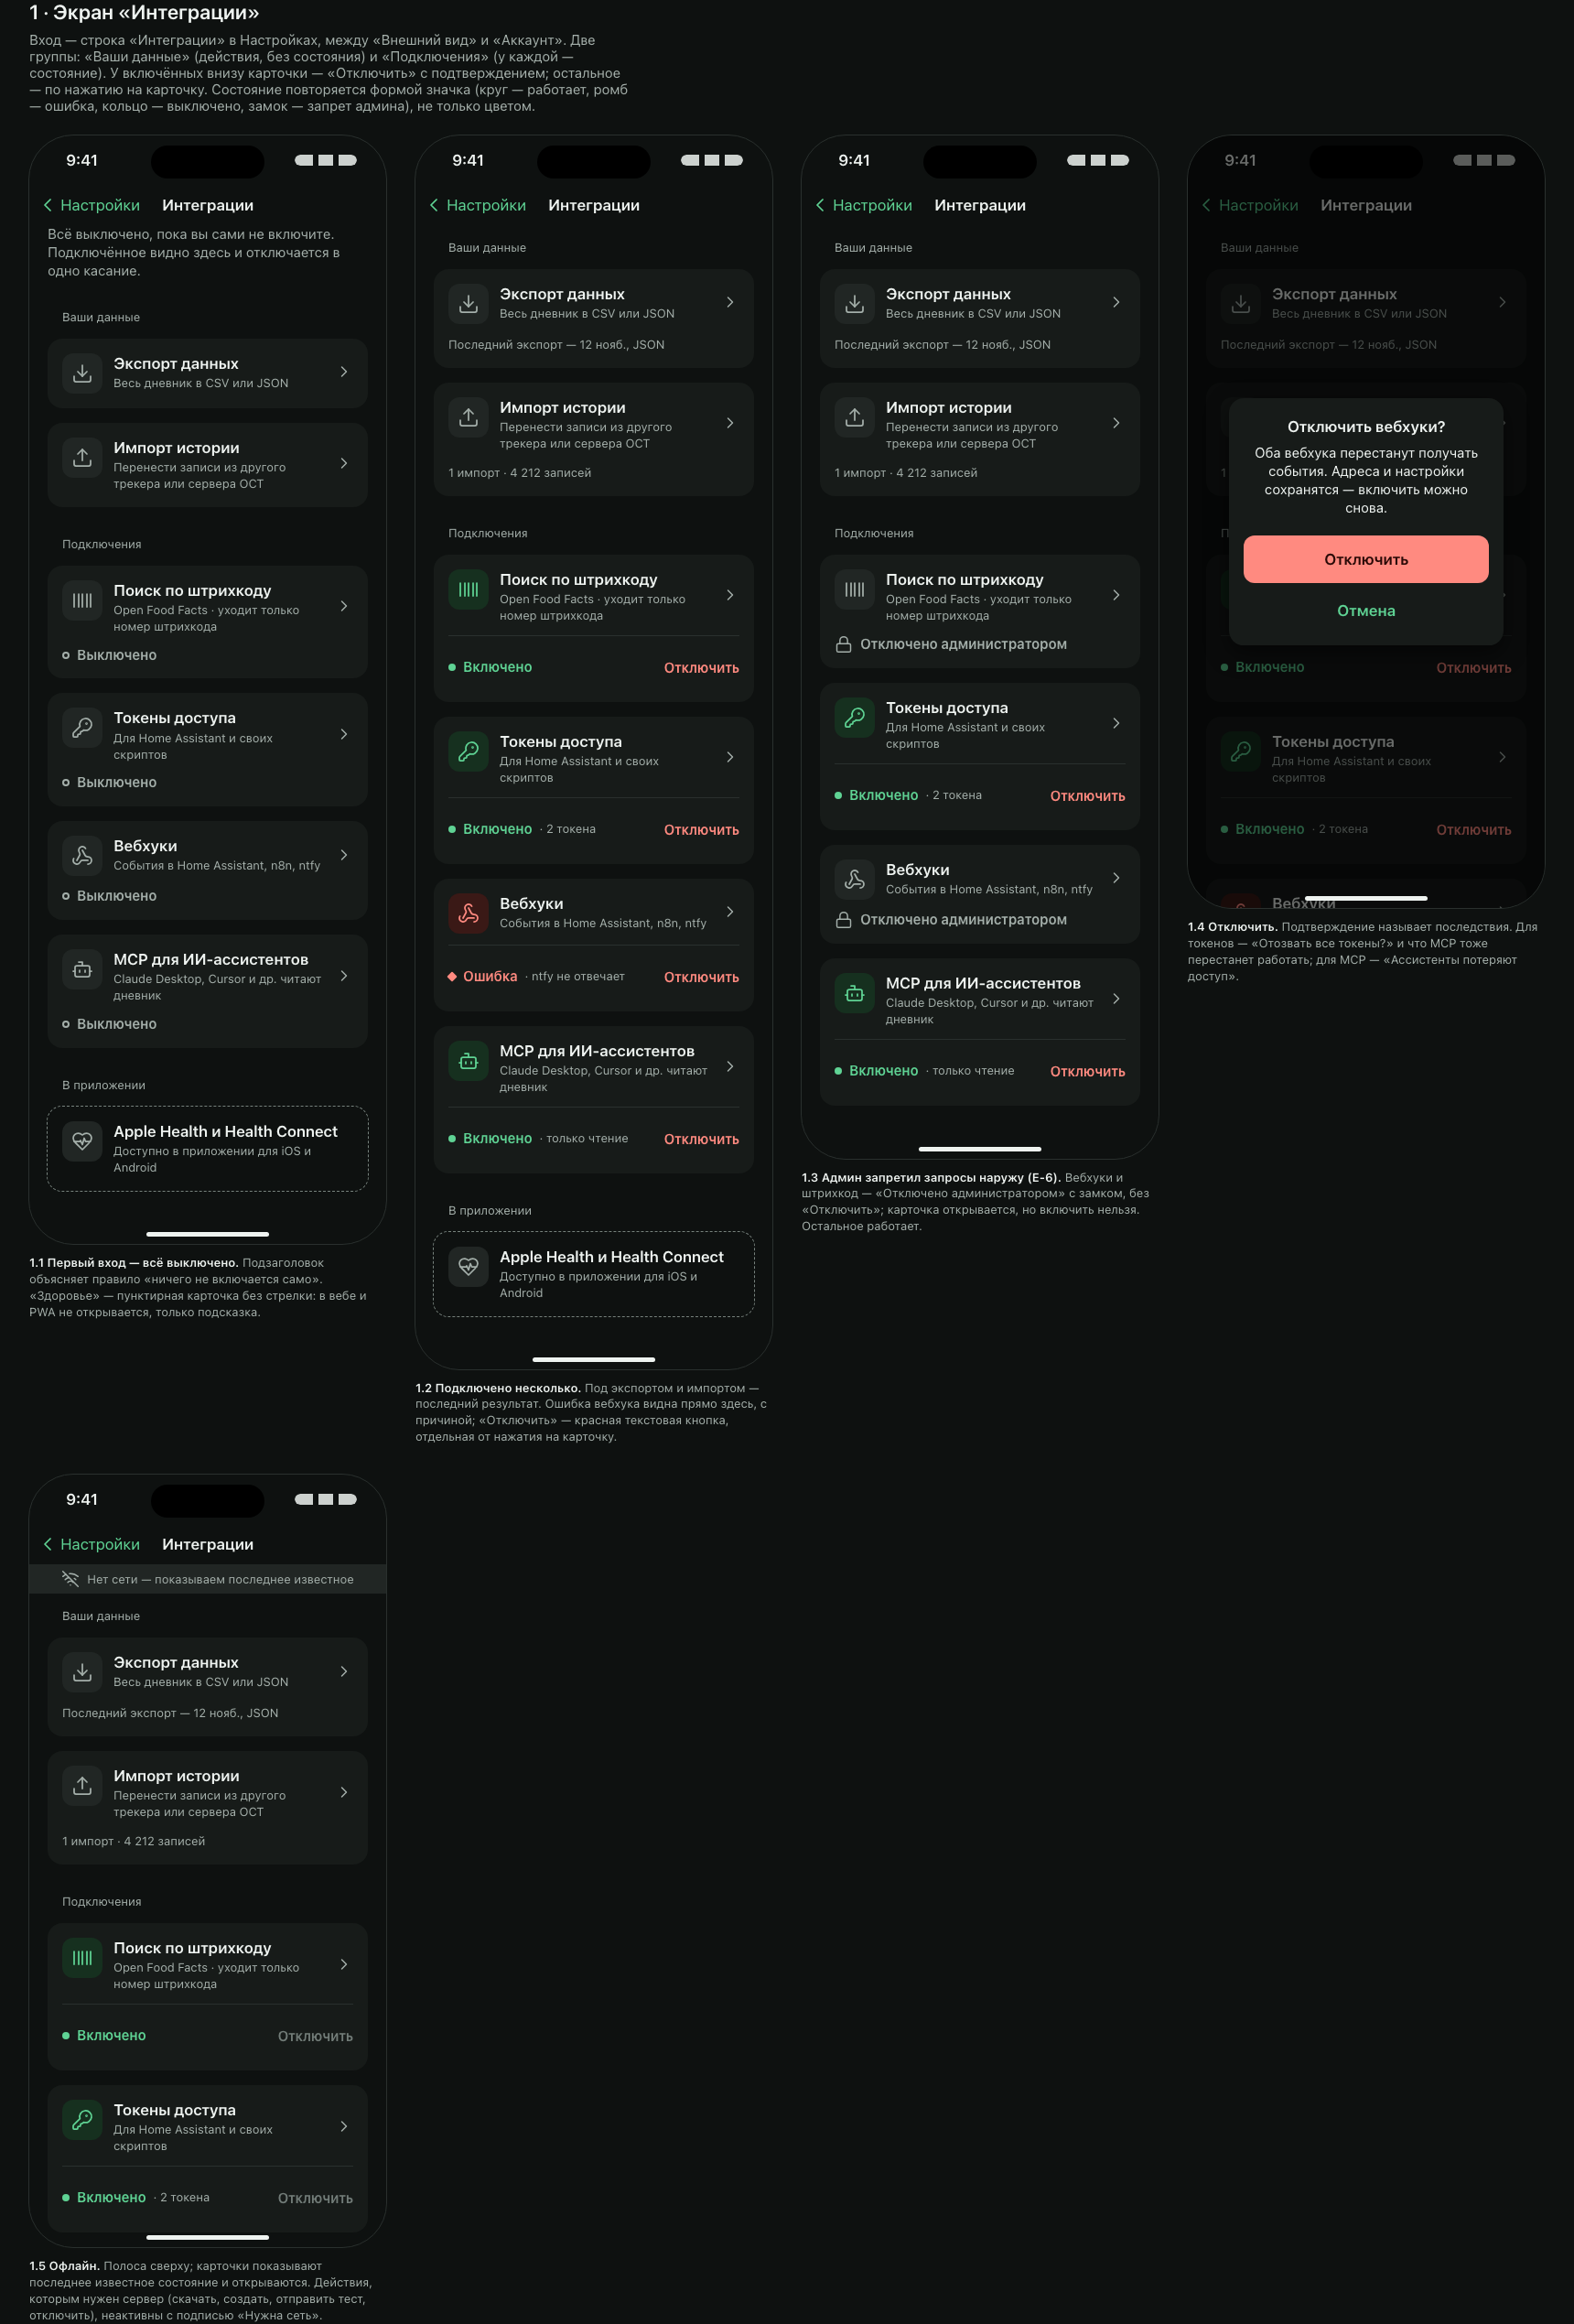 1 · Экран «Интеграции»
Вход — строка «Интеграции» в Настройках, между «Внешний вид» и «Аккаунт». Две
группы: «Ваши данные» (действия, без состояния) и «Подключения» (у каждой —
состояние). У включённых внизу карточки — «Отключить» с подтверждением; остальное
— по нажатию на карточку. Состояние повторяется формой значка (круг — работает, ромб
— ошибка, кольцо — выключено, замок — запрет админа), не только цветом.
9:41
Настройки
Интеграции
Всё выключено, пока вы сами не включите.
Подключённое видно здесь и отключается в
одно касание.
Ваши данные
Экспорт данных
Весь дневник в CSV или JSON
Импорт истории
Перенести записи из другого
трекера или сервера OCT
Подключения
Поиск по штрихкоду
Open Food Facts · уходит только
номер штрихкода
Выключено
Токены доступа
Для Home Assistant и своих
скриптов
Выключено
Вебхуки
События в Home Assistant, n8n, ntfy
Выключено
MCP для ИИ-ассистентов
Claude Desktop, Cursor и др. читают
дневник
Выключено
В приложении
Apple Health и Health Connect
Доступно в приложении для iOS и
Android
1.1 Первый вход — всё выключено. Подзаголовок
объясняет правило «ничего не включается само».
«Здоровье» — пунктирная карточка без стрелки: в вебе и
PWA не открывается, только подсказка.
9:41
Настройки
Интеграции
Ваши данные
Экспорт данных
Весь дневник в CSV или JSON
Последний экспорт — 12 нояб., JSON
Импорт истории
Перенести записи из другого
трекера или сервера OCT
1 импорт · 4 212 записей
Подключения
Поиск по штрихкоду
Open Food Facts · уходит только
номер штрихкода
Включено
Отключить
Токены доступа
Для Home Assistant и своих
скриптов
Включено · 2 токена
Отключить
Вебхуки
События в Home Assistant, n8n, ntfy
Ошибка · ntfy не отвечает
Отключить
MCP для ИИ-ассистентов
Claude Desktop, Cursor и др. читают
дневник
Включено · только чтение
Отключить
В приложении
Apple Health и Health Connect
Доступно в приложении для iOS и
Android
1.2 Подключено несколько. Под экспортом и импортом —
последний результат. Ошибка вебхука видна прямо здесь, с
причиной; «Отключить» — красная текстовая кнопка,
отдельная от нажатия на карточку.
9:41
Настройки
Интеграции
Ваши данные
Экспорт данных
Весь дневник в CSV или JSON
Последний экспорт — 12 нояб., JSON
Импорт истории
Перенести записи из другого
трекера или сервера OCT
1 импорт · 4 212 записей
Подключения
Поиск по штрихкоду
Open Food Facts · уходит только
номер штрихкода
Отключено администратором
Токены доступа
Для Home Assistant и своих
скриптов
Включено · 2 токена
Отключить
Вебхуки
События в Home Assistant, n8n, ntfy
Отключено администратором
MCP для ИИ-ассистентов
Claude Desktop, Cursor и др. читают
дневник
Включено · только чтение
Отключить
1.3 Админ запретил запросы наружу (E-6). Вебхуки и
штрихкод — «Отключено администратором» с замком, без
«Отключить»; карточка открывается, но включить нельзя.
Остальное работает.
9:41
Настройки
Интеграции
Ваши данные
Экспорт данных
Весь дневник в CSV или JSON
Последний экспорт — 12 нояб., JSON
Отключить вебхуки?
Оба вебхука перестанут получать
события. Адреса и настройки
сохранятся — включить можно
снова.
Отключить
Отмена
Включено
Отключить
Токены доступа
Для Home Assistant и своих
скриптов
Включено · 2 токена
Отключить
Вебхуки
1.4 Отключить. Подтверждение называет последствия. Для
токенов — «Отозвать все токены?» и что MCP тоже
перестанет работать; для MCP — «Ассистенты потеряют
доступ».
9:41
Настройки
Интеграции
Нет сети — показываем последнее известное
Ваши данные
Экспорт данных
Весь дневник в CSV или JSON
Последний экспорт — 12 нояб., JSON
Импорт истории
Перенести записи из другого
трекера или сервера OCT
1 импорт · 4 212 записей
Подключения
Поиск по штрихкоду
Open Food Facts · уходит только
номер штрихкода
Включено
Отключить
Токены доступа
Для Home Assistant и своих
скриптов
Включено · 2 токена
Отключить
1.5 Офлайн. Полоса сверху; карточки показывают
последнее известное состояние и открываются. Действия,
которым нужен сервер (скачать, создать, отправить тест,
отключить), неактивны с подписью «Нужна сеть».